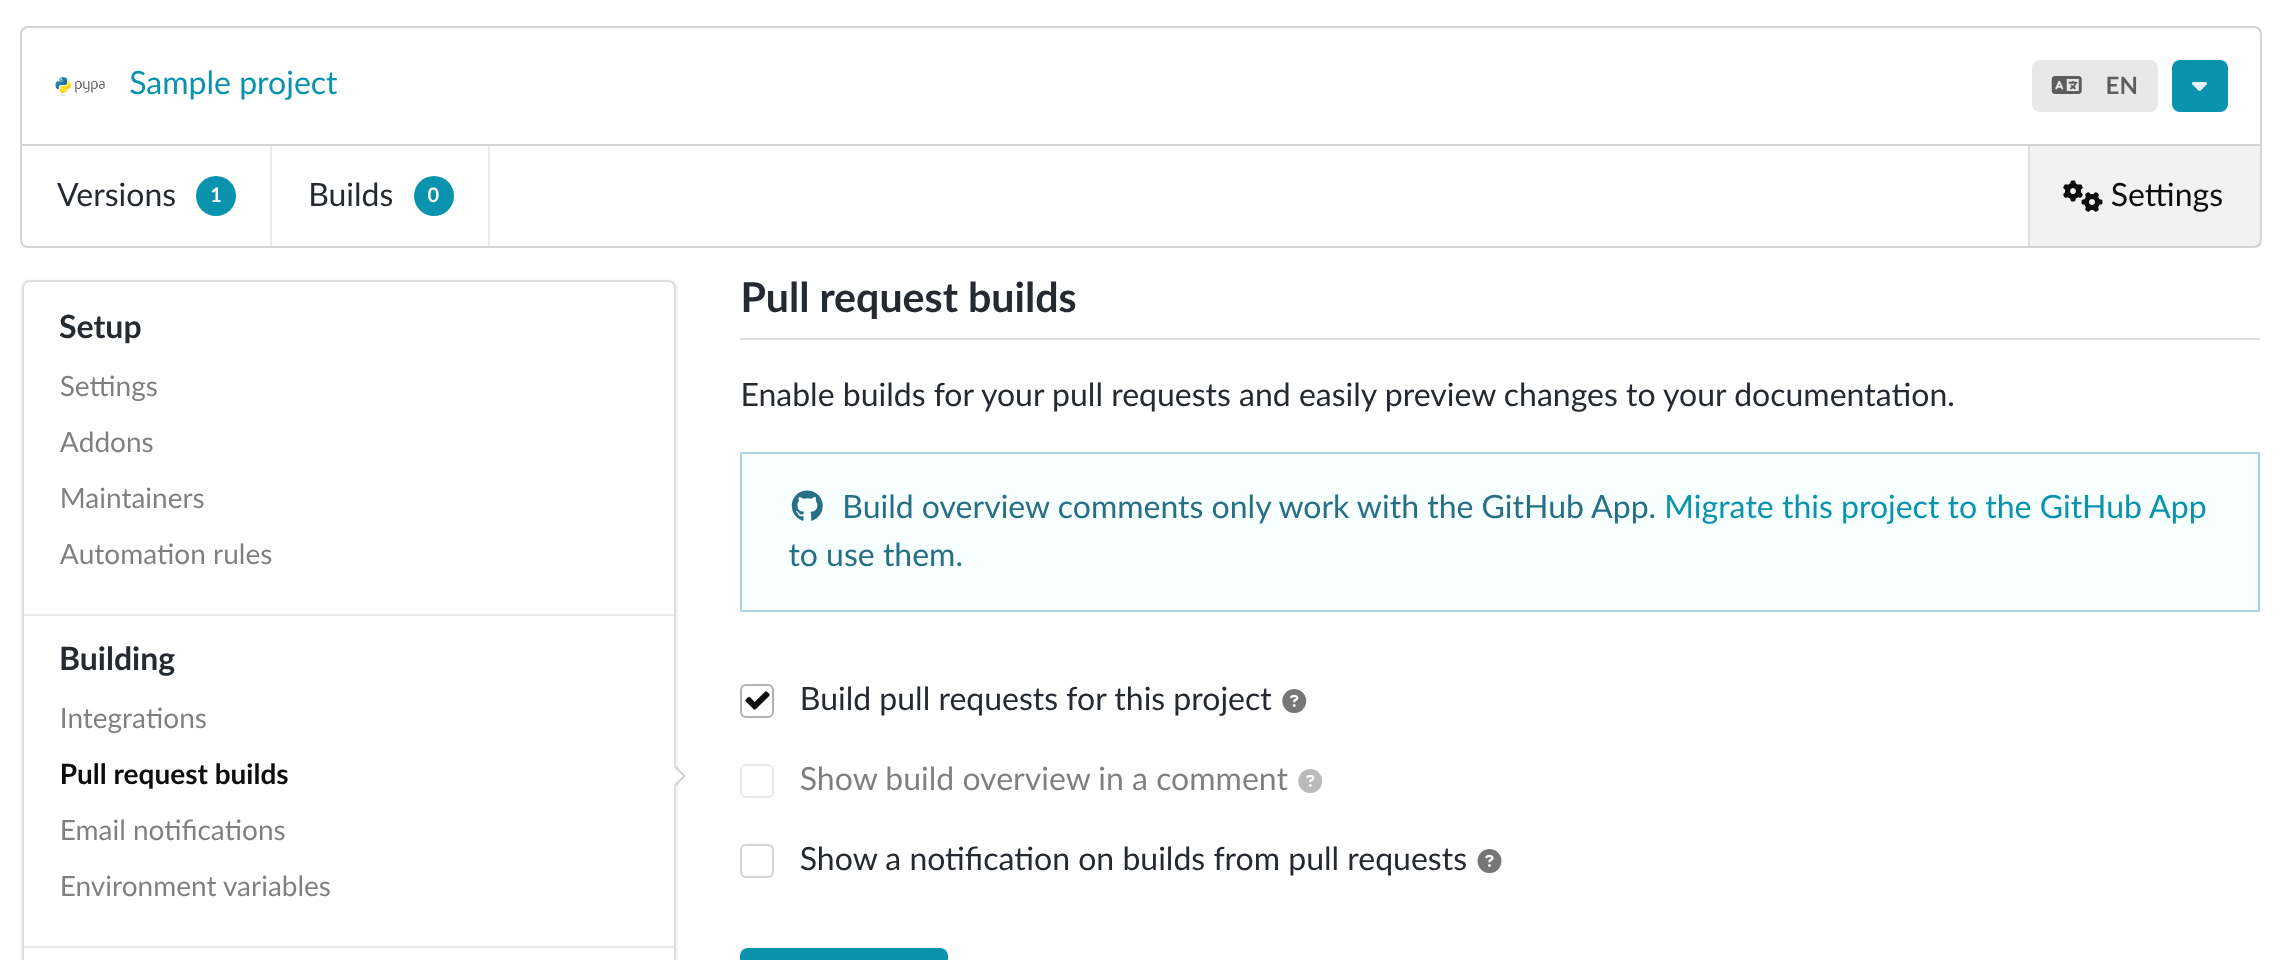 pypa Sample project
EN
Versions 1 Builds 0 Settings
Setup
Settings
Addons
Maintainers
Automation rules
Building
Integrations
Pull request builds
Email notifications
Environment variables
Pull request builds
Enable builds for your pull requests and easily preview changes to your documentation.
Build overview comments only work with the GitHub App. Migrate this project to the GitHub App
to use them.
Build pull requests for this project ?
Show build overview in a comment ?
Show a notification on builds from pull requests ?